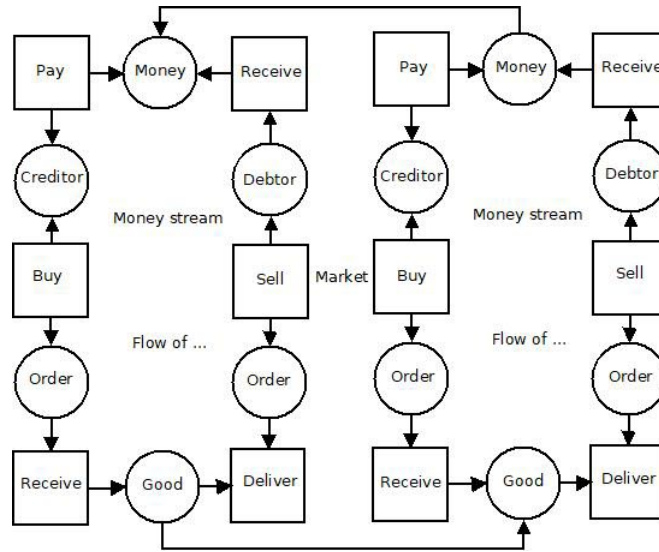 Pay
Money
Receive
Pay
Money
Receive
Creditor
Debtor
Creditor
Debtor
Money stream
Money stream
Buy
Sell
Market
Buy
Sell
Flow of ...
Flow of ...
Order
Order
Order
Order
Receive
Good
Deliver
Receive
Good
Deliver